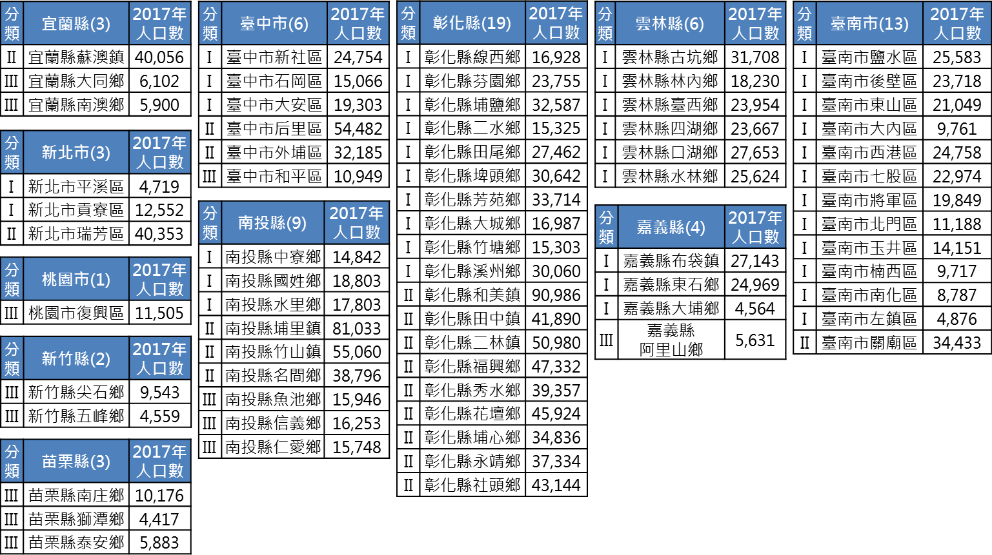 分類 宜蘭縣(3) 2017年人口數
II 宜蘭縣蘇澳鎮 40,056
III 宜蘭縣大同鄉 6,102
III 宜蘭縣南澳鄉 5,900
分類 新北市(3) 2017年人口數
I 新北市平溪區 4,719
I 新北市貢寮區 12,552
II 新北市瑞芳區 40,353
分類 桃園市(1) 2017年人口數
III 桃園市復興區 11,505
分類 新竹縣(2) 2017年人口數
III 新竹縣尖石鄉 9,543
III 新竹縣五峰鄉 4,559
分類 苗栗縣(3) 2017年人口數
III 苗栗縣南庄鄉 10,176
III 苗栗縣獅潭鄉 4,417
III 苗栗縣泰安鄉 5,883
分類 臺中市(6) 2017年人口數
I 臺中市新社區 24,754
I 臺中市石岡區 15,066
I 臺中市大安區 19,303
II 臺中市后里區 54,482
II 臺中市外埔區 32,185
III 臺中市和平區 10,949
分類 南投縣(9) 2017年人口數
I 南投縣中寮鄉 14,842
I 南投縣國姓鄉 18,803
I 南投縣水里鄉 17,803
II 南投縣埔里鎮 81,033
II 南投縣竹山鎮 55,060
II 南投縣名間鄉 38,796
III 南投縣魚池鄉 15,946
III 南投縣信義鄉 16,253
III 南投縣仁愛鄉 15,748
分類 彰化縣(19) 2017年人口數
I 彰化縣線西鄉 16,928
I 彰化縣芬園鄉 23,755
I 彰化縣埔鹽鄉 32,587
I 彰化縣二水鄉 15,325
I 彰化縣田尾鄉 27,462
I 彰化縣埤頭鄉 30,642
I 彰化縣芳苑鄉 33,714
I 彰化縣大城鄉 16,987
I 彰化縣竹塘鄉 15,303
I 彰化縣溪州鄉 30,060
II 彰化縣和美鎮 90,986
II 彰化縣田中鎮 41,890
II 彰化縣二林鎮 50,980
II 彰化縣福興鄉 47,332
II 彰化縣秀水鄉 39,357
II 彰化縣花壇鄉 45,924
II 彰化縣埔心鄉 34,836
II 彰化縣永靖鄉 37,334
II 彰化縣社頭鄉 43,144
分類 雲林縣(6) 2017年人口數
I 雲林縣古坑鄉 31,708
I 雲林縣林內鄉 18,230
I 雲林縣臺西鄉 23,954
I 雲林縣四湖鄉 23,667
I 雲林縣口湖鄉 27,653
I 雲林縣水林鄉 25,624
分類 嘉義縣(4) 2017年人口數
I 嘉義縣布袋鎮 27,143
I 嘉義縣東石鄉 24,969
I 嘉義縣大埔鄉 4,564
III 嘉義縣阿里山鄉 5,631
分類 臺南市(13) 2017年人口數
I 臺南市鹽水區 25,583
I 臺南市後壁區 23,718
I 臺南市東山區 21,049
I 臺南市大內區 9,761
I 臺南市西港區 24,758
I 臺南市七股區 22,974
I 臺南市將軍區 19,849
I 臺南市北門區 11,188
I 臺南市玉井區 14,151
I 臺南市楠西區 9,717
I 臺南市南化區 8,787
I 臺南市左鎮區 4,876
II 臺南市關廟區 34,433